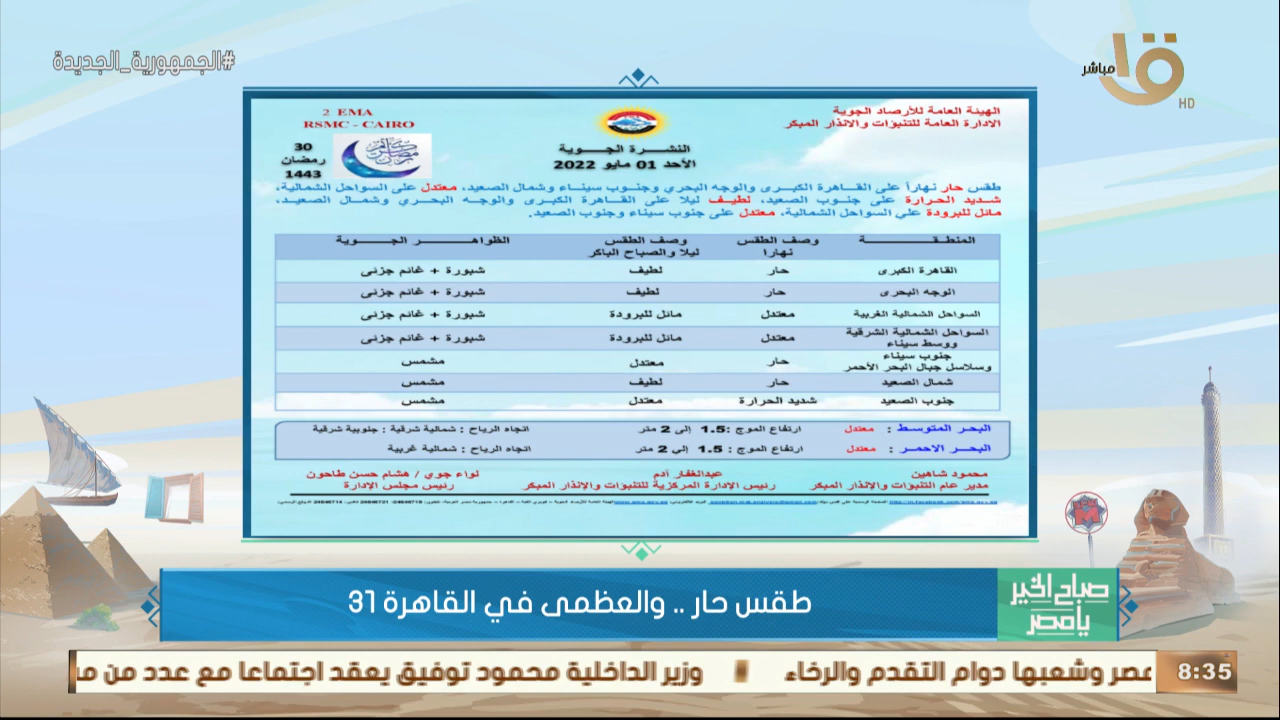 #الجمهورية_الجديدة
مباشر
HD
الهيئة العامة للأرصاد الجوية
الادارة العامة للتنبؤات والانذار المبكر
2 EMA
RSMC - CAIRO
30
رمضان
1443
النشرة الجوية
الأحد 01 مايو 2022
طقس حار نهاراً على القاهرة الكبرى والوجه البحري وجنوب سيناء وشمال الصعيد، معتدل على السواحل الشمالية،
شديد الحرارة على جنوب الصعيد، لطيف ليلا على القاهرة الكبرى والوجه البحري وشمال الصعيد،
مائل للبرودة على السواحل الشمالية، معتدل على جنوب سيناء وجنوب الصعيد.
المنطقة وصف الطقس نهارا وصف الطقس ليلا والصباح الباكر الظواهر الجوية
القاهرة الكبرى حار لطيف شبورة + غائم جزئى
الوجه البحرى حار لطيف شبورة + غائم جزئى
السواحل الشمالية الغربية معتدل مائل للبرودة شبورة + غائم جزئى
السواحل الشمالية الشرقية ووسط سيناء معتدل مائل للبرودة شبورة + غائم جزئى
جنوب سيناء وسلاسل جبال البحر الأحمر حار معتدل مشمس
شمال الصعيد حار لطيف مشمس
جنوب الصعيد شديد الحرارة معتدل مشمس
البحر المتوسط : معتدل ارتفاع الموج :1.5 إلى 2 متر اتجاه الرياح : شمالية شرقية : جنوبية شرقية
البحر الاحمر : معتدل ارتفاع الموج : 1.5 إلى 2 متر اتجاه الرياح : شمالية غربية
محمود شاهين عبدالغفار آدم لواء جوي / هشام حسن طاحون
مدير عام التنبؤات والانذار المبكر رئيس الإدارة المركزية للتنبؤات والإنذار المبكر رئيس مجلس الإدارة
صباح الخير
يا مصر
طقس حار .. والعظمى في القاهرة 31
8:35
مصر وشعبها دوام التقدم والرخاء وزير الداخلية محمود توفيق يعقد اجتماعا مع عدد من